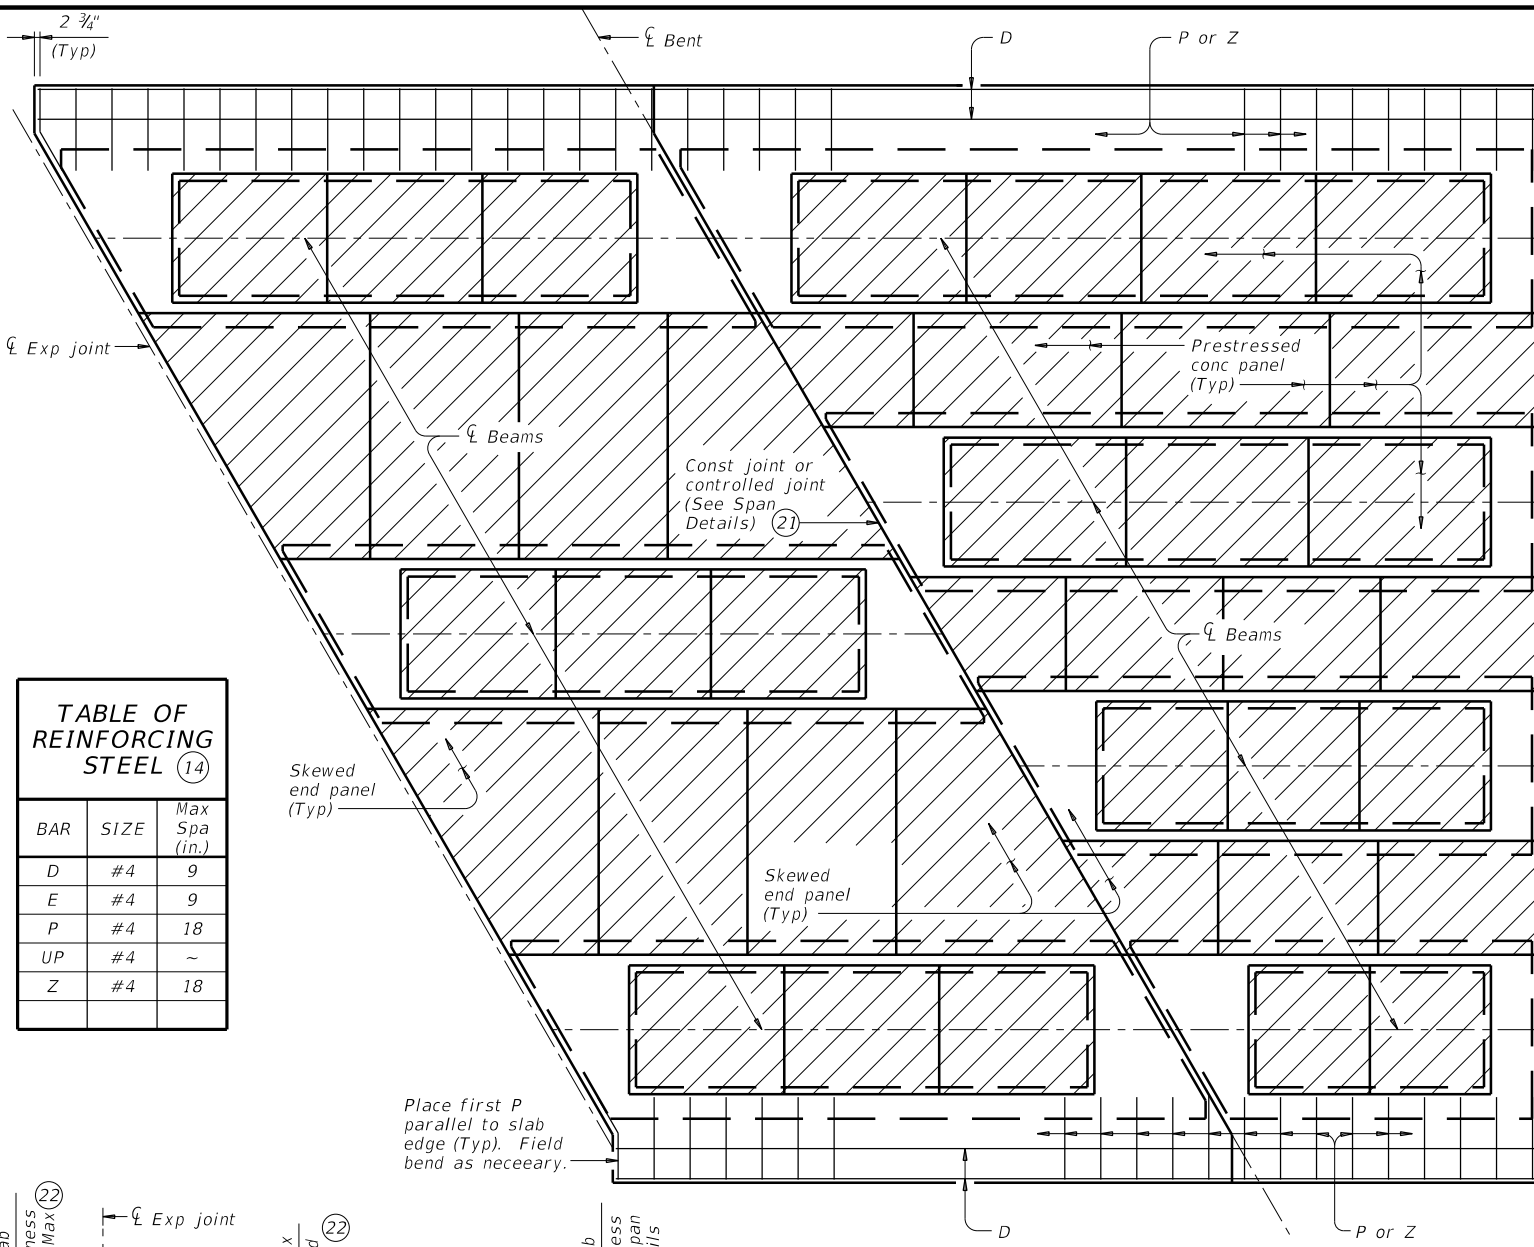 2 ¾"
(Typ)
℄ Bent
D
P or Z
℄ Exp joint
℄ Beams
Const joint or
controlled joint
(See Span
Details) 21
Prestressed
conc panel
(Typ)
℄ Beams
TABLE OF
REINFORCING
STEEL 14
BAR SIZE Max Spa (in.)
D #4 9
E #4 9
P #4 18
UP #4 ~
Z #4 18
Skewed
end panel
(Typ)
Skewed
end panel
(Typ)
Place first P
parallel to slab
edge (Typ). Field
bend as neceeary.
D
P or Z
22
Max
℄ Exp joint
22